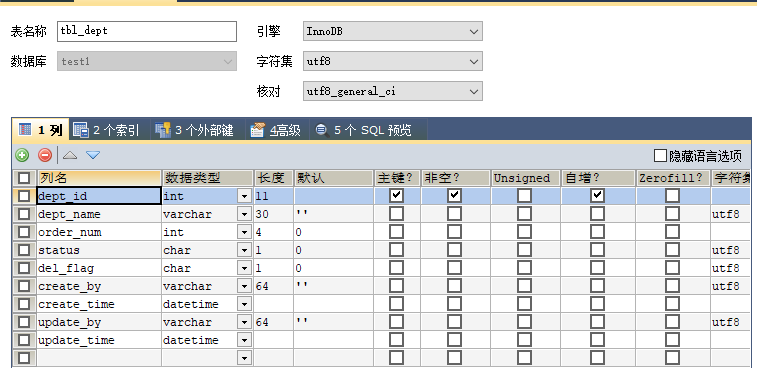 表名称 tbl_dept 引擎 InnoDB
数据库 test1 字符集 utf8
核对 utf8_general_ci
1 列 2 个索引 3 个外部键 4高级 5 个 SQL 预览
隐藏语言选项
列名 数据类型 长度 默认 主键? 非空? Unsigned 自增? Zerofill? 字符集
dept_id int 11
dept_name varchar 30 '' utf8
order_num int 4 0
status char 1 0 utf8
del_flag char 1 0 utf8
create_by varchar 64 '' utf8
create_time datetime
update_by varchar 64 '' utf8
update_time datetime